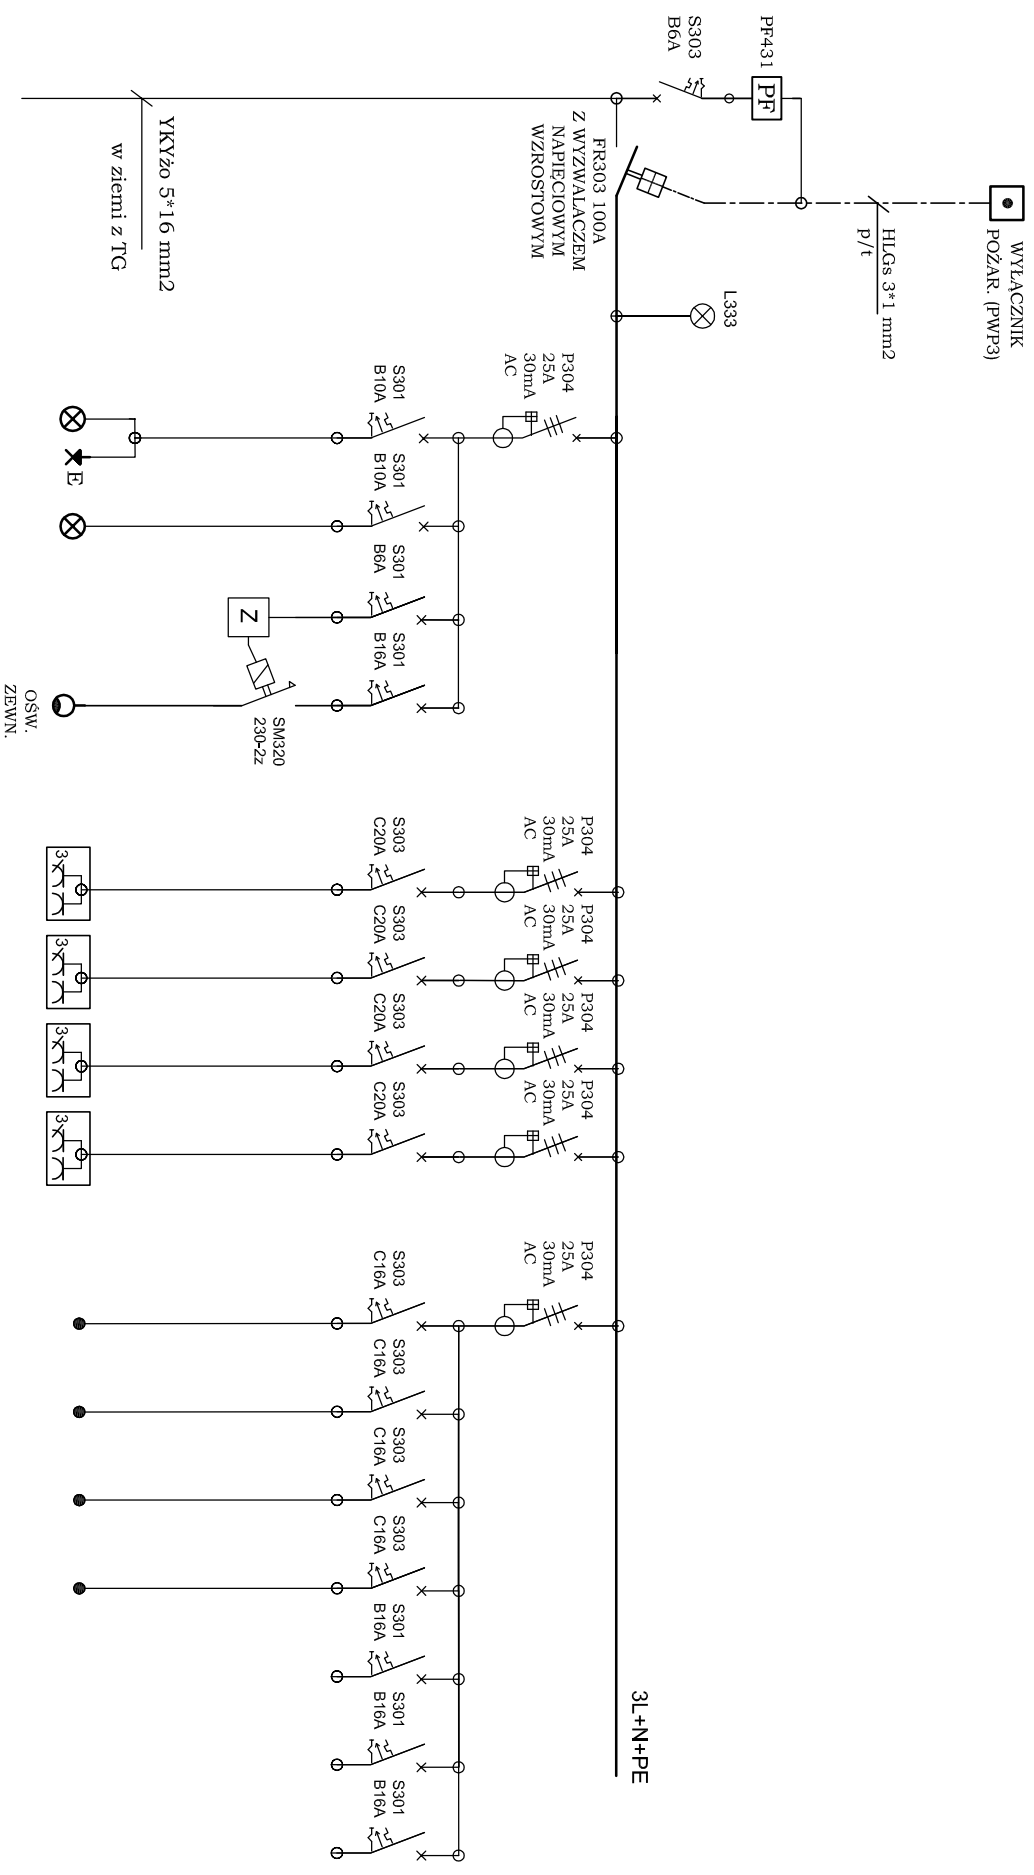 WYŁĄCZNIK
POŻAR. (PWP3)
HLGs 3*1 mm2
p/t
PF431
PF
S303
B6A
FR303 100A
Z WYZWALACZEM
NAPIĘCIOWYM
WZROSTOWYM
YKYżo 5*16 mm2
w ziemi z TG
L333
3L+N+PE
P304
25A
30mA
AC
P304
25A
30mA
AC
P304
25A
30mA
AC
P304
25A
30mA
AC
P304
25A
30mA
AC
P304
25A
30mA
AC
S301
B10A
S301
B10A
S301
B6A
S301
B16A
S303
C20A
S303
C20A
S303
C20A
S303
C20A
S303
C16A
S303
C16A
S303
C16A
S303
C16A
S301
B16A
S301
B16A
S301
B16A
Z
SM320
230-2z
E
OŚW.
ZEWN.
3
3
3
3